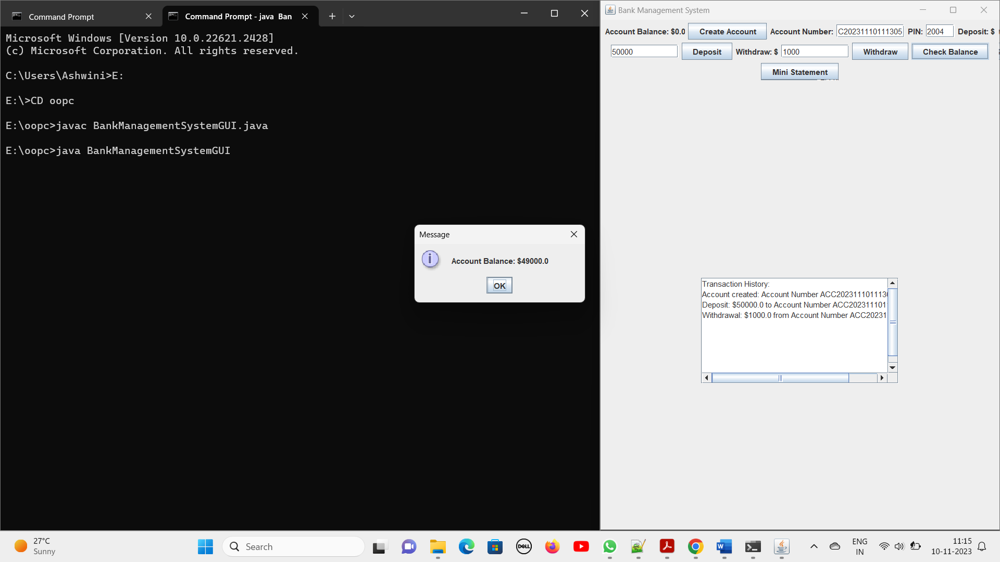 Command Prompt
Command Prompt - java  Ban
Microsoft Windows [Version 10.0.22621.2428]
(c) Microsoft Corporation. All rights reserved.
C:\Users\Ashwini>E:
E:\>CD oopc
E:\oopc>javac BankManagementSystemGUI.java
E:\oopc>java BankManagementSystemGUI
Bank Management System
Account Balance: $0.0 Create Account Account Number: C20231110111305 PIN: 2004 Deposit: $
50000 Deposit Withdraw: $ 1000 Withdraw Check Balance
Mini Statement
Message
Account Balance: $49000.0
OK
Transaction History:
Account created: Account Number ACC2023111011130
Deposit: $50000.0 to Account Number ACC202311101
Withdrawal: $1000.0 from Account Number ACC20231
27°C
Sunny
Search
DELL
ENG
IN
11:15
10-11-2023